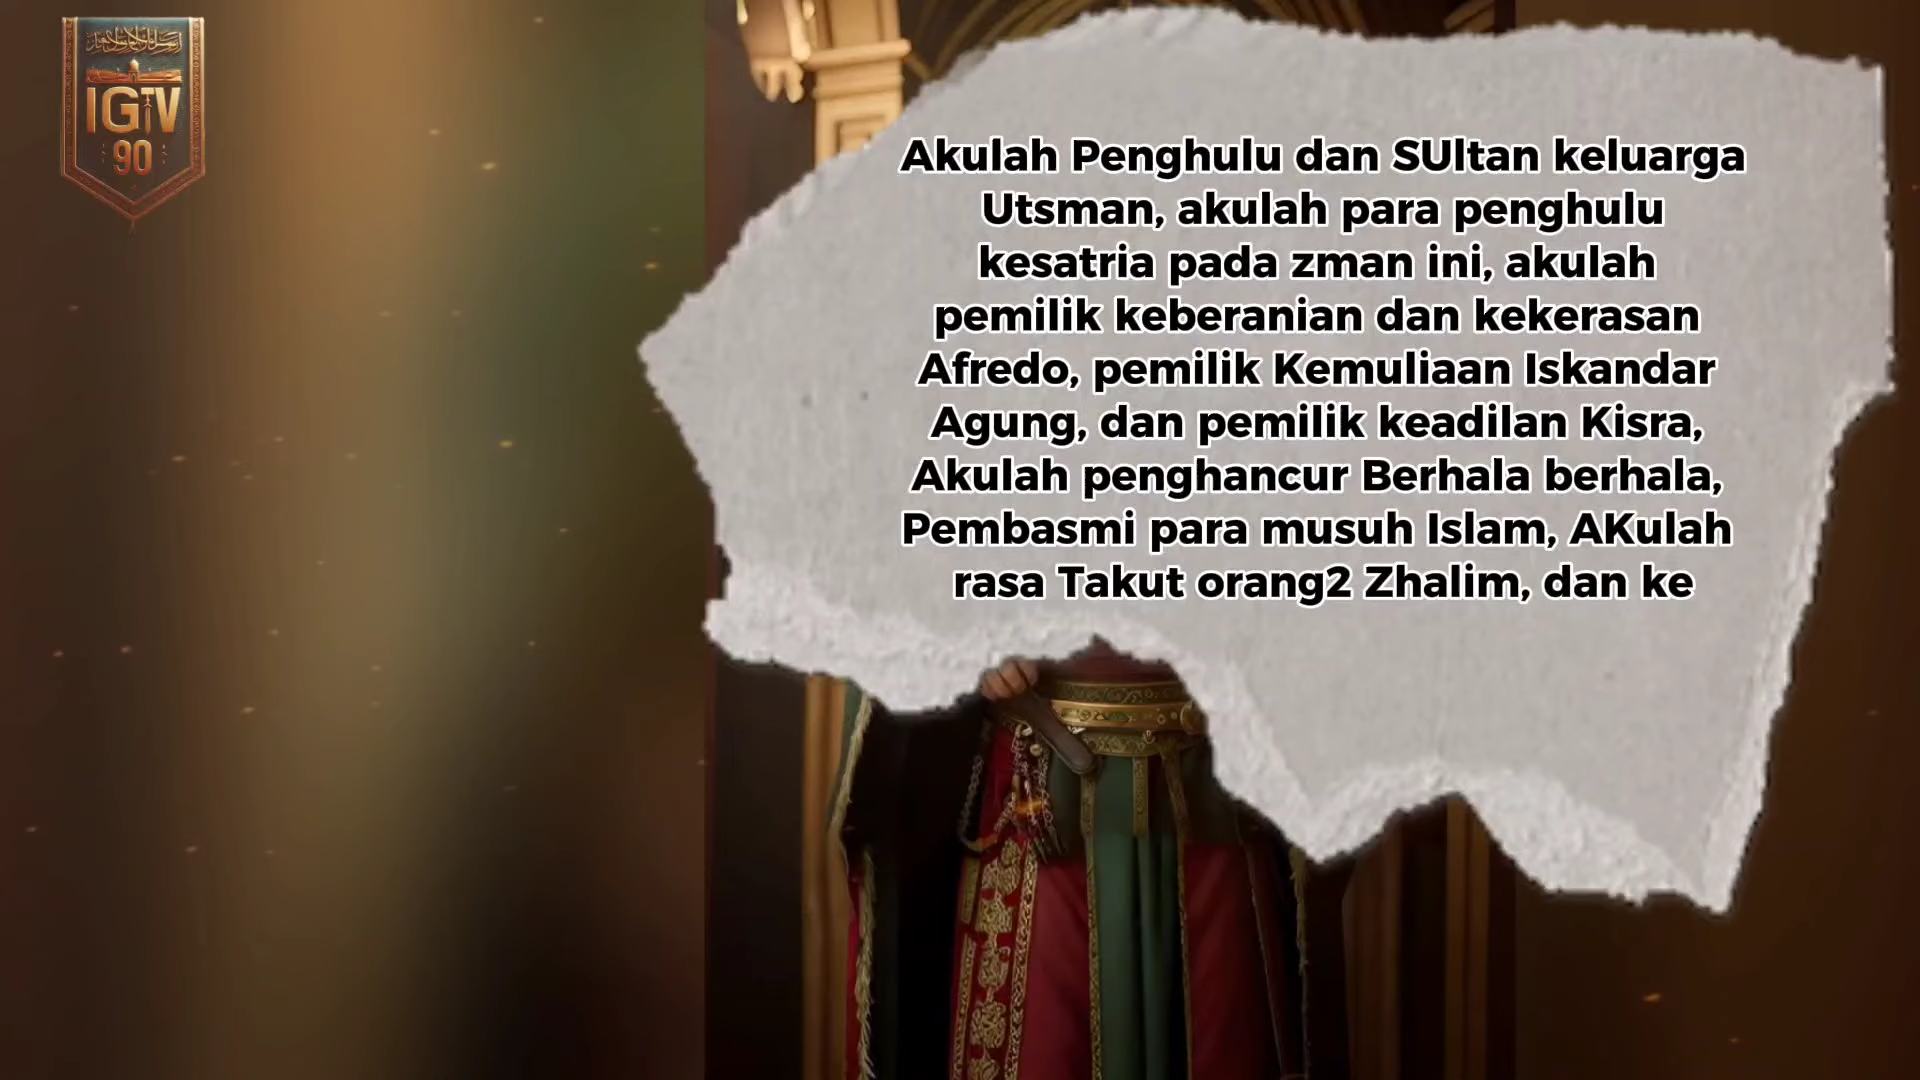 IGTV
90
Akulah Penghulu dan SUltan keluarga
Utsman, akulah para penghulu
kesatria pada zman ini, akulah
pemilik keberanian dan kekerasan
Afredo, pemilik Kemuliaan Iskandar
Agung, dan pemilik keadilan Kisra,
Akulah penghancur Berhala berhala,
Pembasmi para musuh Islam, AKulah
rasa Takut orang2 Zhalim, dan ke